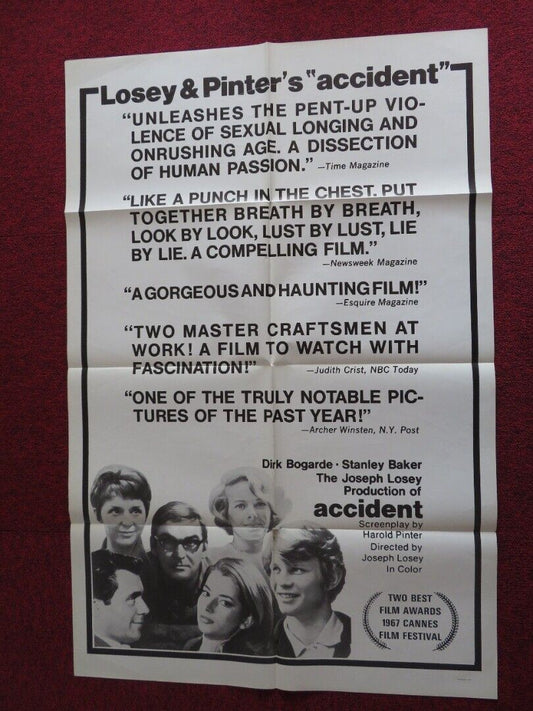 Losey & Pinter's "accident"
"UNLEASHES THE PENT-UP VIO-
LENCE OF SEXUAL LONGING AND
ONRUSHING AGE. A DISSECTION
OF HUMAN PASSION." —Time Magazine
"LIKE A PUNCH IN THE CHEST. PUT
TOGETHER BREATH BY BREATH,
LOOK BY LOOK, LUST BY LUST, LIE
BY LIE. A COMPELLING FILM."
—Newsweek Magazine
"A GORGEOUS AND HAUNTING FILM!"
—Esquire Magazine
"TWO MASTER CRAFTSMEN AT
WORK! A FILM TO WATCH WITH
FASCINATION!" —Judith Crist, NBC Today
"ONE OF THE TRULY NOTABLE PIC-
TURES OF THE PAST YEAR!"
—Archer Winsten, N.Y. Post
Dirk Bogarde · Stanley Baker
The Joseph Losey
Production of
accident
Screenplay by
Harold Pinter
Directed by
Joseph Losey
In Color
TWO BEST
FILM AWARDS
1967 CANNES
FILM FESTIVAL